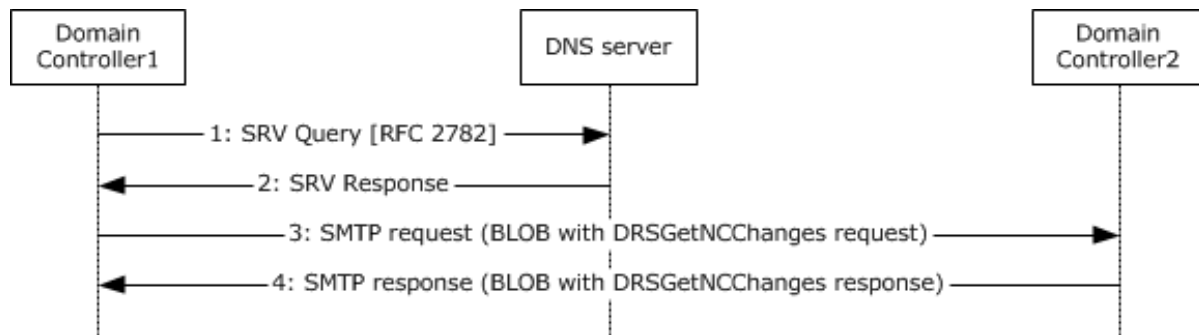 Domain
Controller1
DNS server
Domain
Controller2
1: SRV Query [RFC 2782]
2: SRV Response
3: SMTP request (BLOB with DRSGetNCChanges request)
4: SMTP response (BLOB with DRSGetNCChanges response)